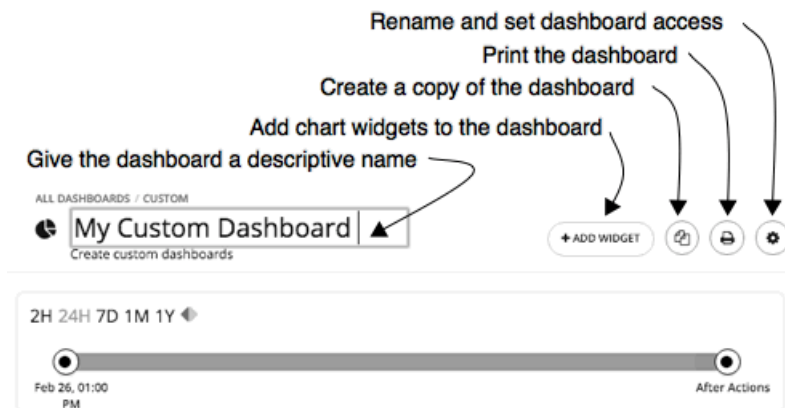 Rename and set dashboard access
Print the dashboard
Create a copy of the dashboard
Add chart widgets to the dashboard
Give the dashboard a descriptive name
ALL DASHBOARDS / CUSTOM
My Custom Dashboard
Create custom dashboards
+ ADD WIDGET
2H 24H 7D 1M 1Y
Feb 26, 01:00
PM
After Actions